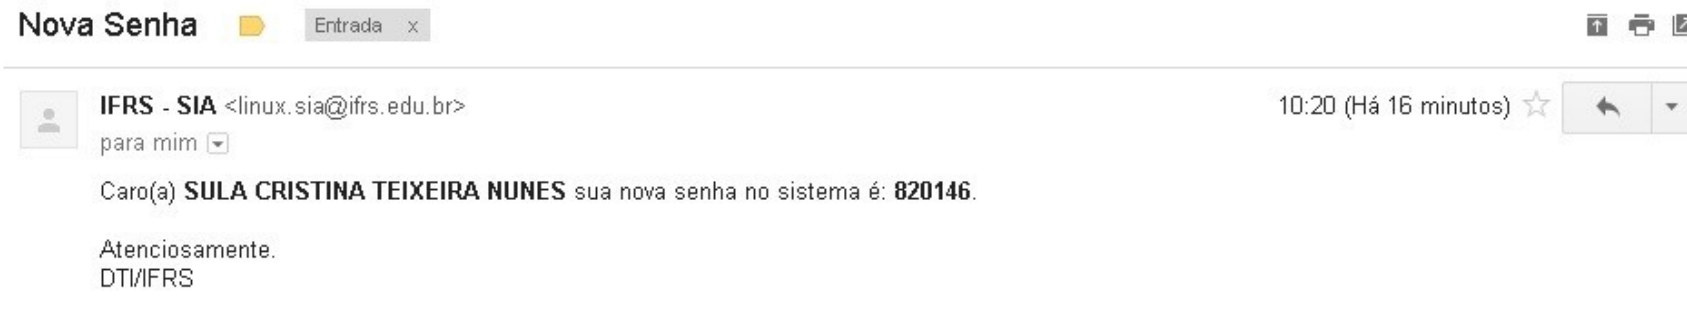 Nova Senha
Entrada x
IFRS - SIA <linux.sia@ifrs.edu.br>
10:20 (Há 16 minutos)
para mim
Caro(a) SULA CRISTINA TEIXEIRA NUNES sua nova senha no sistema é: 820146.
Atenciosamente.
DTI/IFRS